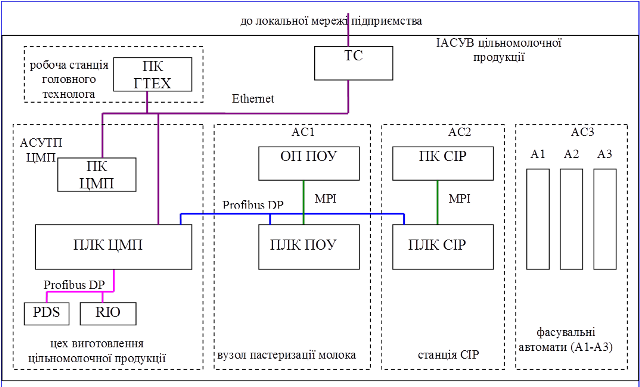 до локальної мережі підприємства
ІАСУВ цільномолочної
продукції
ТС
робоча станція
головного
технолога
ПК
ГТЕХ
Ethernet
АСУТП
ЦМП
ПК
ЦМП
АС1
ОП ПОУ
MPI
АС2
ПК CIP
MPI
АС3
А1
А2
А3
Profibus DP
ПЛК ЦМП
ПЛК ПОУ
ПЛК CIP
Profibus DP
PDS
RIO
цех виготовлення
цільномолочної продукції
вузол пастеризації молока
станція CIP
фасувальні
автомати (А1-А3)